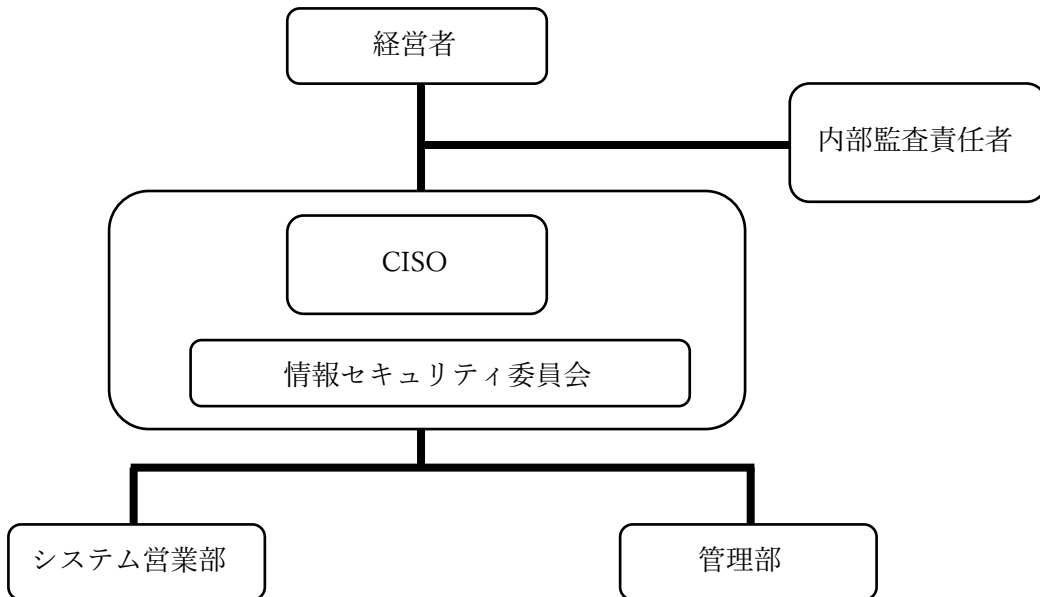 経営者
内部監査責任者
CISO
情報セキュリティ委員会
システム営業部
管理部